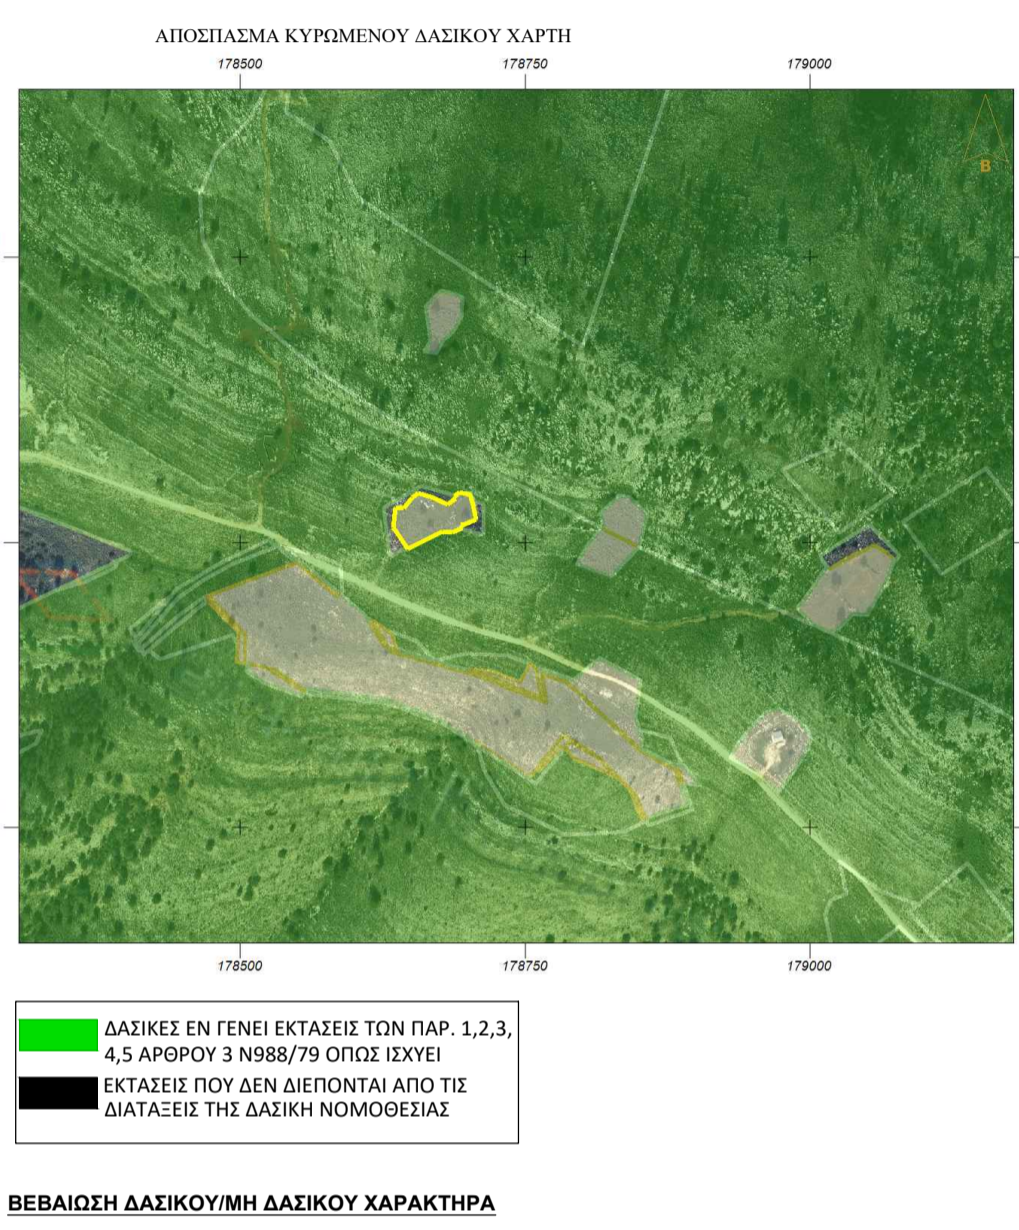 ΑΠΟΣΠΑΣΜΑ ΚΥΡΩΜΕΝΟΥ ΔΑΣΙΚΟΥ ΧΑΡΤΗ
178500 178750 179000
Β
178500 178750 179000
ΔΑΣΙΚΕΣ ΕΝ ΓΕΝΕΙ ΕΚΤΑΣΕΙΣ ΤΩΝ ΠΑΡ. 1,2,3,
4,5 ΑΡΘΡΟΥ 3 Ν988/79 ΟΠΩΣ ΙΣΧΥΕΙ
ΕΚΤΑΣΕΙΣ ΠΟΥ ΔΕΝ ΔΙΕΠΟΝΤΑΙ ΑΠΟ ΤΙΣ
ΔΙΑΤΑΞΕΙΣ ΤΗΣ ΔΑΣΙΚΗ ΝΟΜΟΘΕΣΙΑΣ
ΒΕΒΑΙΩΣΗ ΔΑΣΙΚΟΥ/ΜΗ ΔΑΣΙΚΟΥ ΧΑΡΑΚΤΗΡΑ